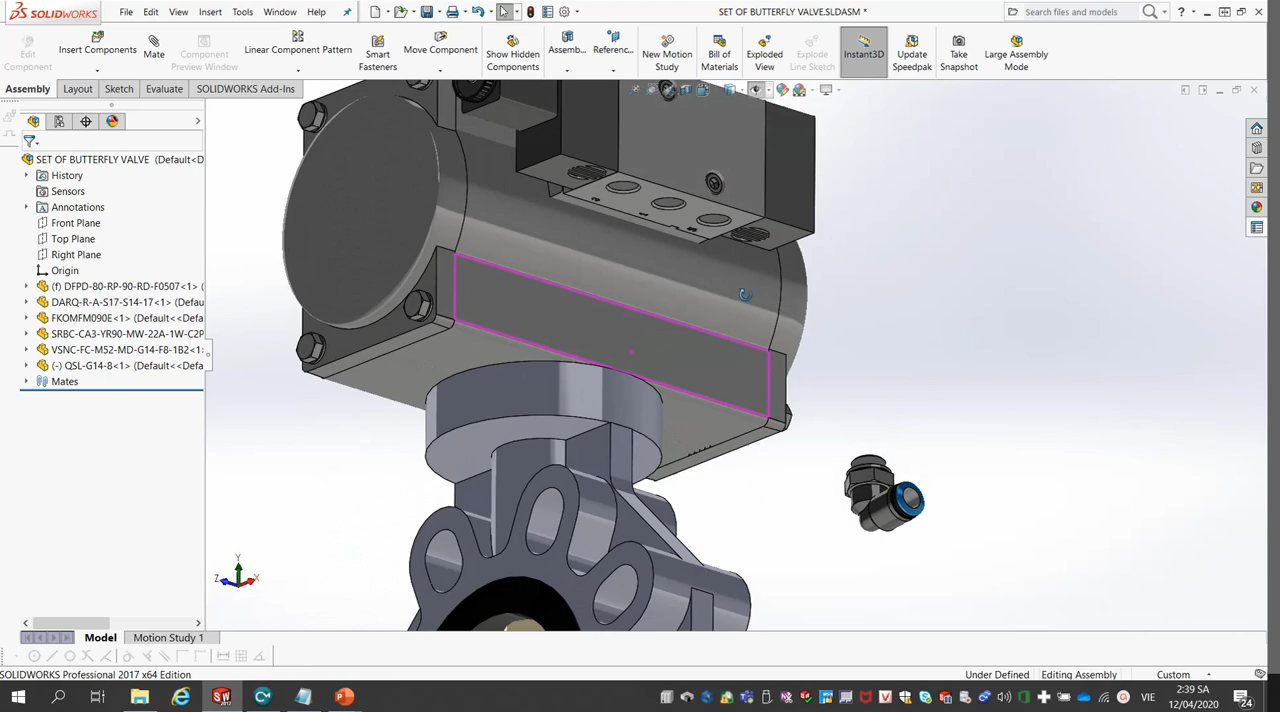 SOLIDWORKS
File
Edit
View
Insert
Tools
Window
Help
SET OF BUTTERFLY VALVE.SLDASM *
Search files and models
Edit
Component
Insert Components
Mate
Component
Preview Window
Linear Component Pattern
Smart
Fasteners
Move Component
Show Hidden
Components
Assemb...
Referenc...
New Motion
Study
Bill of
Materials
Exploded
View
Explode
Line Sketch
Instant3D
Update
Speedpak
Take
Snapshot
Large Assembly
Mode
Assembly
Layout
Sketch
Evaluate
SOLIDWORKS Add-Ins
SET OF BUTTERFLY VALVE (Default<D
History
Sensors
Annotations
Front Plane
Top Plane
Right Plane
Origin
(f) DFPD-80-RP-90-RD-F0507<1> (
DARQ-R-A-S17-S14-17<1> (Defau
FKOMFM090E<1> (Default<<Defa
SRBC-CA3-YR90-MW-22A-1W-C2P
VSNC-FC-M52-MD-G14-F8-1B2<1:
(-) QSL-G14-8<1> (Default<<Defa
Mates
Y
Z
X
Model
Motion Study 1
SOLIDWORKS Professional 2017 x64 Edition
Under Defined
Editing Assembly
Custom
VIE
2:39 SA
12/04/2020
24